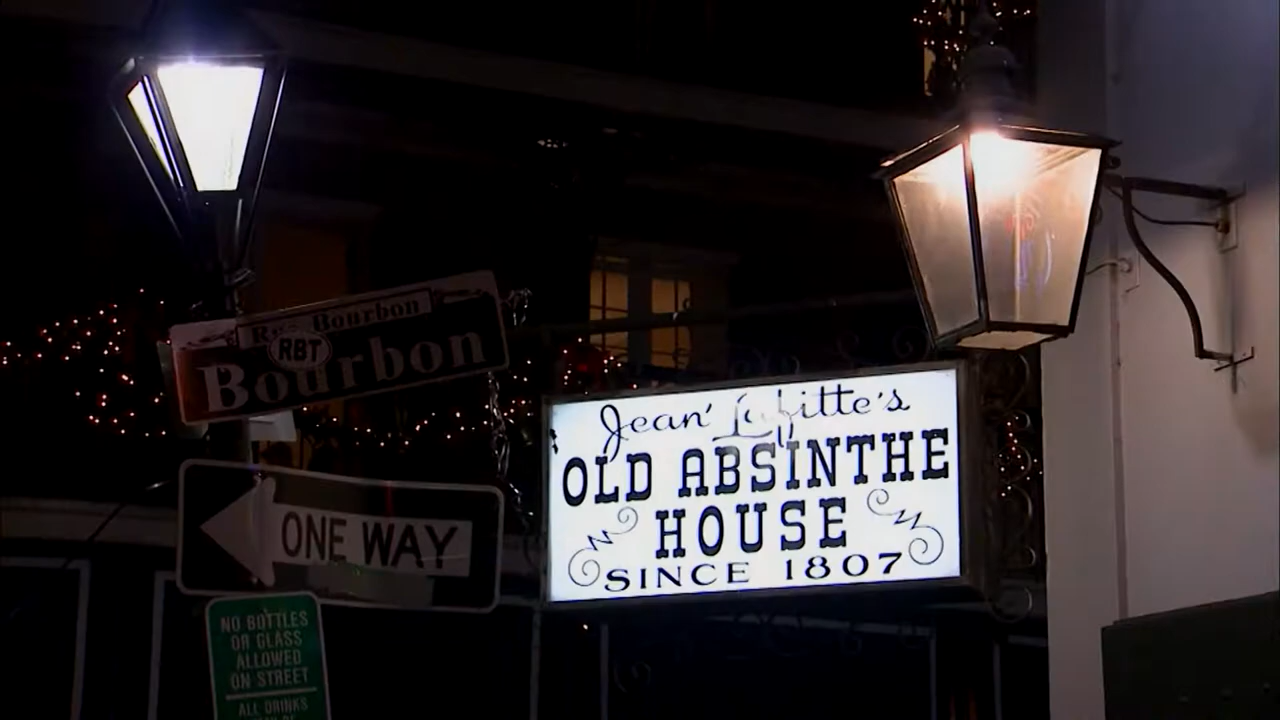 Rue Bourbon
RBT
Bourbon
ONE WAY
NO BOTTLES
OR GLASS
ALLOWED
ON STREET
ALL DRINKS
Jean' Lafitte's
OLD ABSINTHE
HOUSE
SINCE 1807